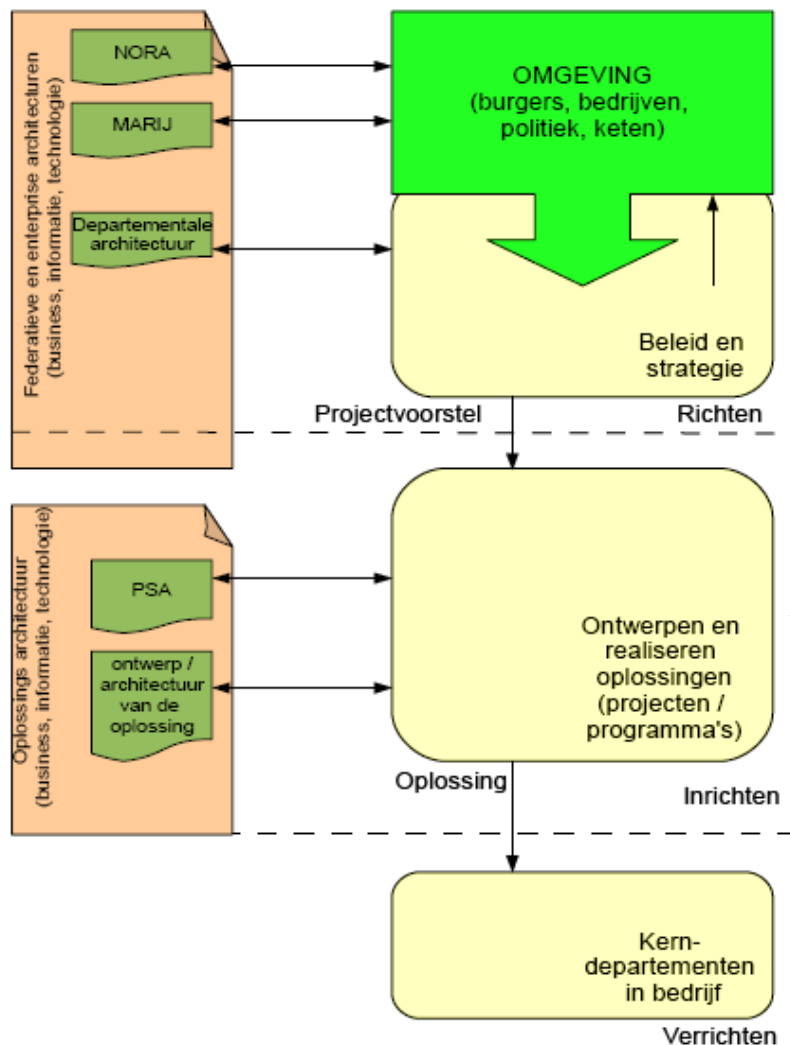 Federatieve en enterprise architecturen
(business, informatie, technologie)
NORA
MARIJ
Departementale
architectuur
OMGEVING
(burgers, bedrijven,
politiek, keten)
Beleid en
strategie
Projectvoorstel
Richten
Oplossings architectuur
(business, informatie, technologie)
PSA
ontwerp /
architectuur
van de
oplossing
Ontwerpen en
realiseren
oplossingen
(projecten /
programma's)
Oplossing
Inrichten
Kern-
departementen
in bedrijf
Verrichten